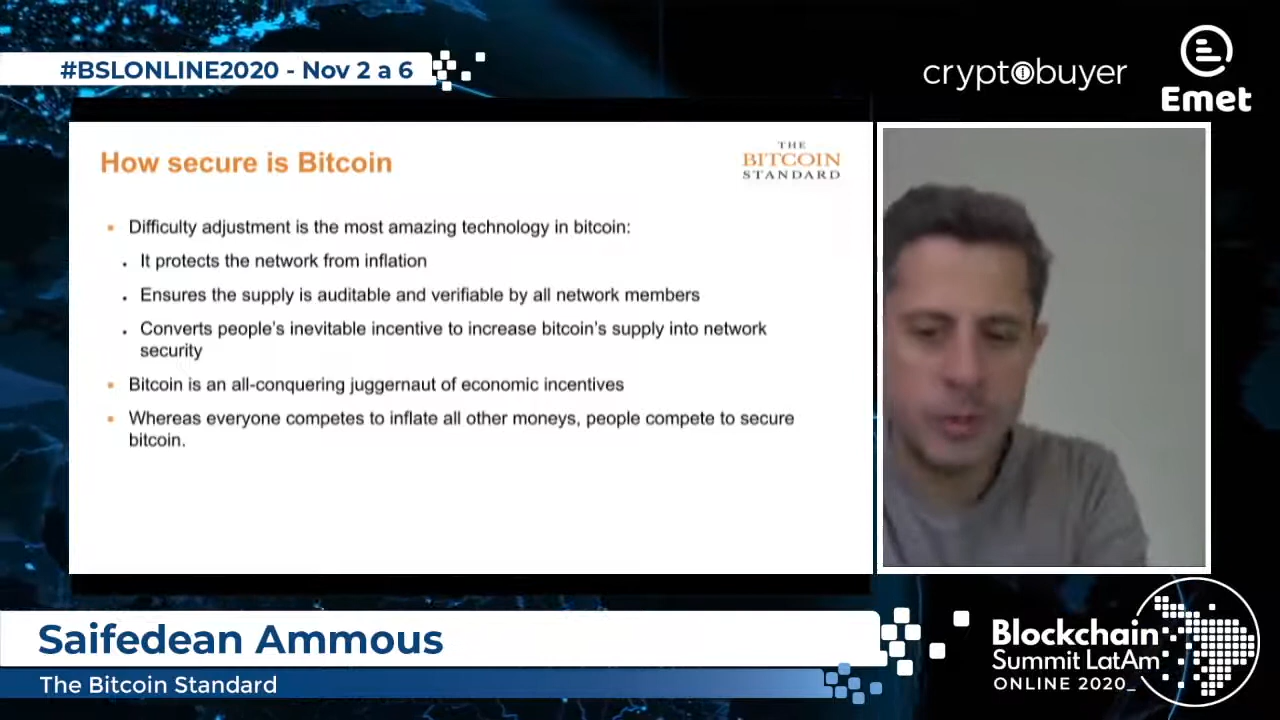 #BSLONLINE2020 - Nov 2 a 6
cryptobuyer
Emet
How secure is Bitcoin
THE
BITCOIN
STANDARD
Difficulty adjustment is the most amazing technology in bitcoin:
It protects the network from inflation
Ensures the supply is auditable and verifiable by all network members
Converts people's inevitable incentive to increase bitcoin's supply into network
security
Bitcoin is an all-conquering juggernaut of economic incentives
Whereas everyone competes to inflate all other moneys, people compete to secure
bitcoin.
Saifedean Ammous
The Bitcoin Standard
Blockchain
Summit LatAm
ONLINE 2020_